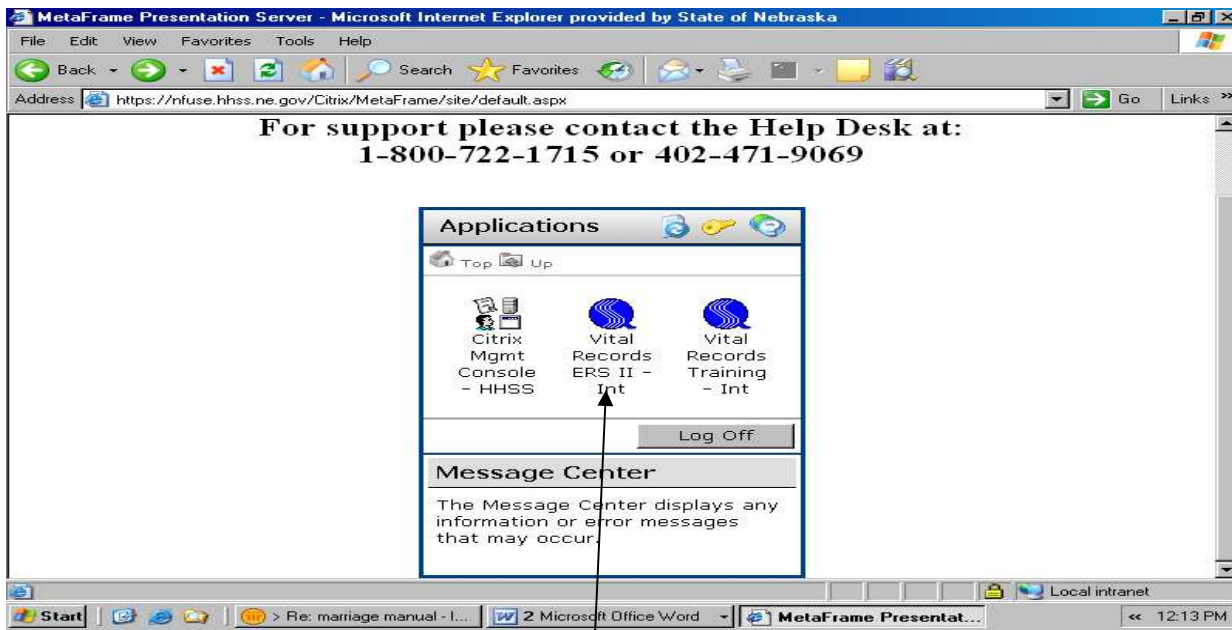 MetaFrame Presentation Server - Microsoft Internet Explorer provided by State of Nebraska
File Edit View Favorites Tools Help
Back Search Favorites
Address https://nfuse.hhss.ne.gov/Citrix/MetaFrame/site/default.aspx Go Links »
For support please contact the Help Desk at:
1-800-722-1715 or 402-471-9069
Applications
Top Up
Citrix Mgmt Console - HHSS
Vital Records ERS II - Int
Vital Records Training - Int
Log Off
Message Center
The Message Center displays any
information or error messages
that may occur.
Local intranet
Start > Re: marriage manual - l... 2 Microsoft Office Word MetaFrame Presentat... « 12:13 PM